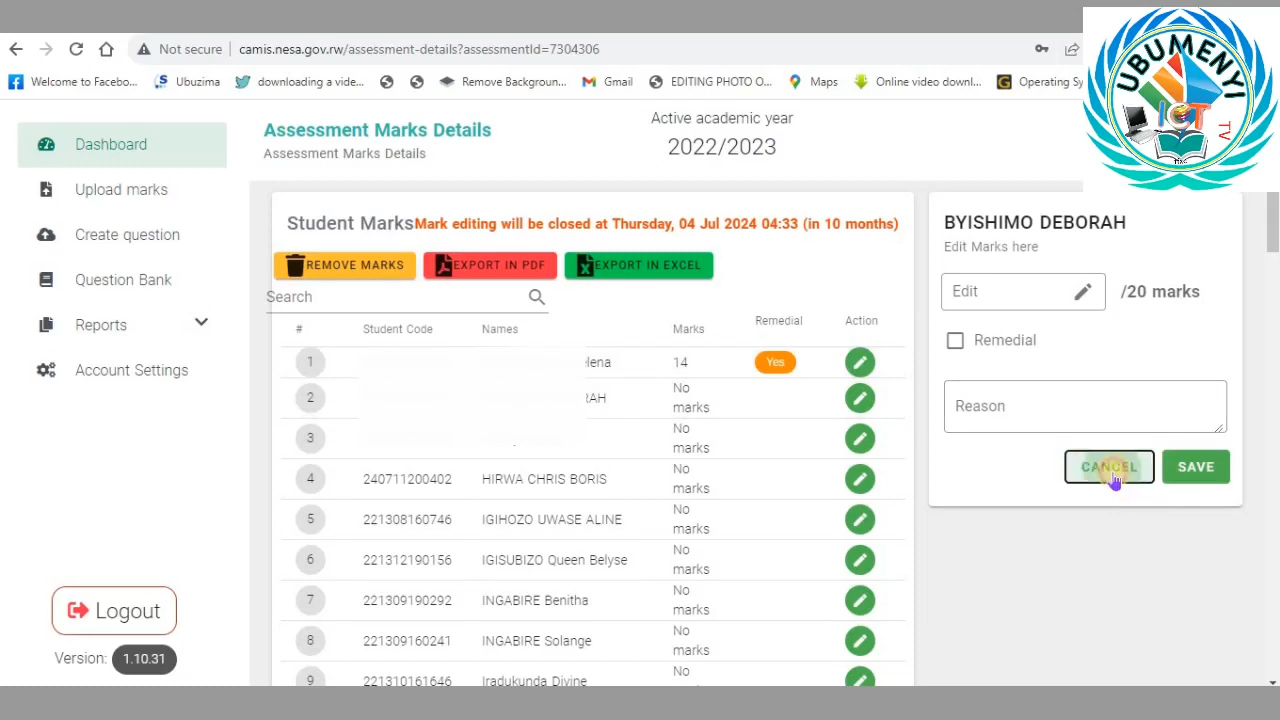 Not secure | camis.nesa.gov.rw/assessment-details?assessmentId=7304306
Welcome to Facebo... Ubuzima downloading a vide... Remove Backgroun... Gmail EDITING PHOTO O... Maps Online video downl... Operating Sy
UBUMENYI
ICT
TV
Dashboard
Upload marks
Create question
Question Bank
Reports
Account Settings
Logout
Version: 1.10.31
Assessment Marks Details
Assessment Marks Details
Active academic year
2022/2023
Student Marks Mark editing will be closed at Thursday, 04 Jul 2024 04:33 (in 10 months)
REMOVE MARKS EXPORT IN PDF EXPORT IN EXCEL
Search
# Student Code Names Marks Remedial Action
1 lena 14 Yes
2 RAH No marks
3 No marks
4 240711200402 HIRWA CHRIS BORIS No marks
5 221308160746 IGIHOZO UWASE ALINE No marks
6 221312190156 IGISUBIZO Queen Belyse No marks
7 221309190292 INGABIRE Benitha No marks
8 221309160241 INGABIRE Solange No marks
9 221310161646 Iradukunda Divine No
BYISHIMO DEBORAH
Edit Marks here
Edit /20 marks
Remedial
Reason
CANCEL SAVE